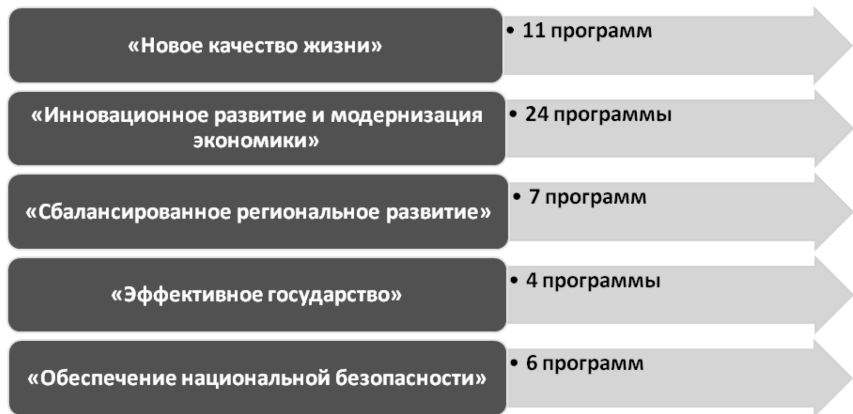 «Новое качество жизни»
• 11 программ
«Инновационное развитие и модернизация
экономики»
• 24 программы
«Сбалансированное региональное развитие»
• 7 программ
«Эффективное государство»
• 4 программы
«Обеспечение национальной безопасности»
• 6 программ